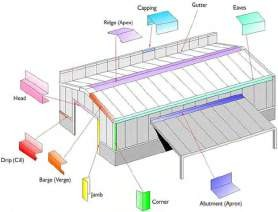 Capping
Gutter
Eaves
Ridge (Apex)
Head
Drip (Cill)
Barge (Verge)
Jamb
Corner
Abutment (Apron)